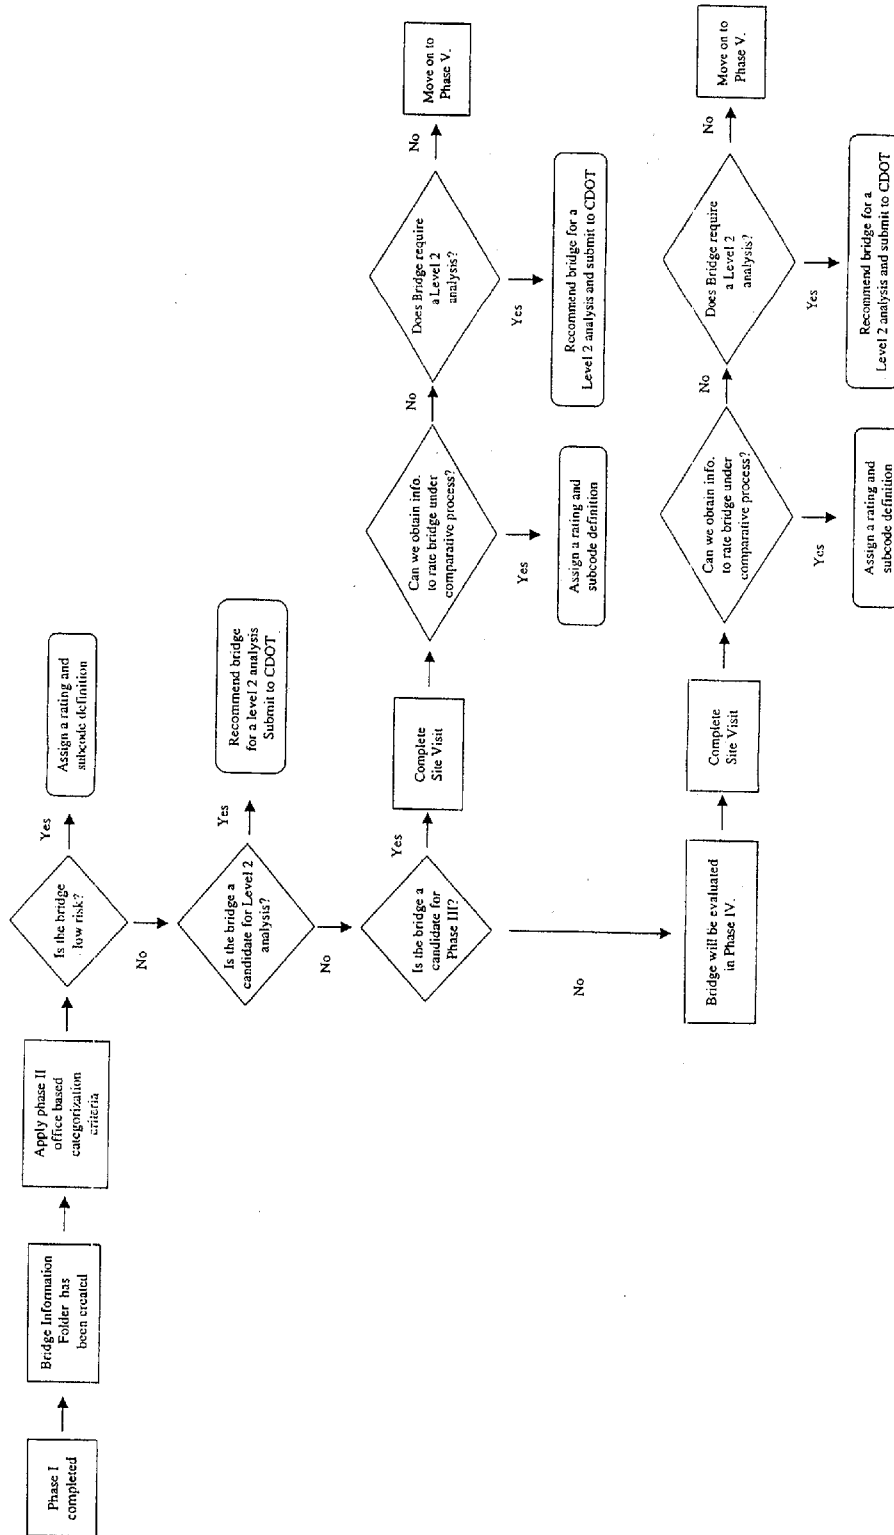 Phase I
completed
Bridge Information
Folder has
been created
Apply phase II
office based
categorization
criteria
Is the bridge
low risk?
Yes
Assign a rating and
subcode definition
No
Is the bridge a
candidate for Level 2
analysis?
Yes
Recommend bridge
for a level 2 analysis
Submit to CDOT
No
Is the bridge a
candidate for
Phase III?
Yes
Complete
Site Visit
Can we obtain info.
to rate bridge under
comparative process?
No
Does Bridge require
a Level 2
analysis?
No
Move on to
Phase V.
Yes
Assign a rating and
subcode definition
Yes
Recommend bridge for a
Level 2 analysis and submit to CDOT
No
Bridge will be evaluated
in Phase IV.
Complete
Site Visit
Can we obtain info.
to rate bridge under
comparative process?
No
Does Bridge require
a Level 2
analysis?
No
Move on to
Phase V.
Yes
Assign a rating and
subcode definition
Yes
Recommend bridge for a
Level 2 analysis and submit to CDOT